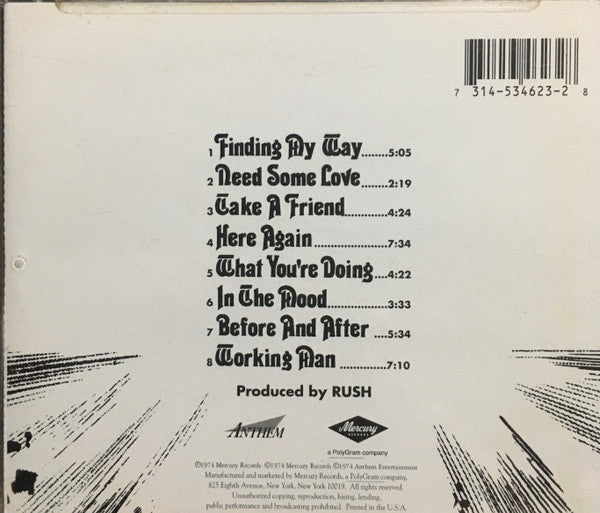 7 314-534623-2 8
1 Finding My Way........5:05
2 Need Some Love........2:19
3 Take A Friend............4:24
4 Here Again..................7:34
5 What You're Doing....4:22
6 In The Mood..............3:33
7 Before And After ....5:34
8 Working Man ............7:10
Produced by RUSH
ANTHEM
Mercury
RECORDS
a PolyGram company
℗1974 Mercury Records ©1974 Mercury Records ©1974 Anthem Entertainment
Manufactured and marketed by Mercury Records, a PolyGram company,
825 Eighth Avenue, New York, New York 10019. All rights reserved.
Unauthorized copying, reproduction, hiring, lending,
public performance and broadcasting prohibited. Printed in the U.S.A.